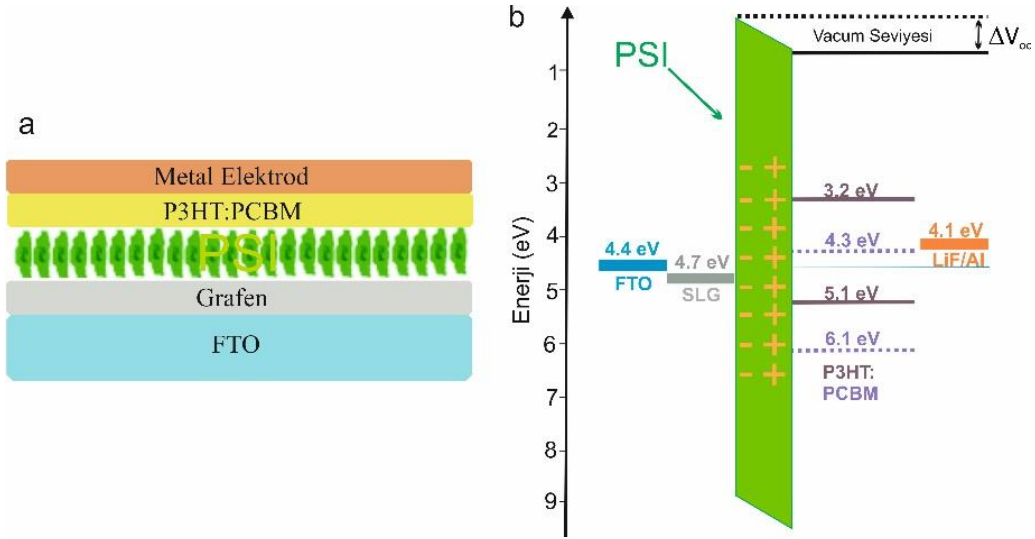 a
Metal Elektrod
P3HT:PCBM
PSI
Grafen
FTO
b
Enerji (eV)
1
2
3
4
5
6
7
8
9
PSI
Vacum Seviyesi
ΔVoc
4.4 eV
FTO
4.7 eV
SLG
3.2 eV
4.3 eV
4.1 eV
LiF/Al
5.1 eV
6.1 eV
P3HT:
PCBM